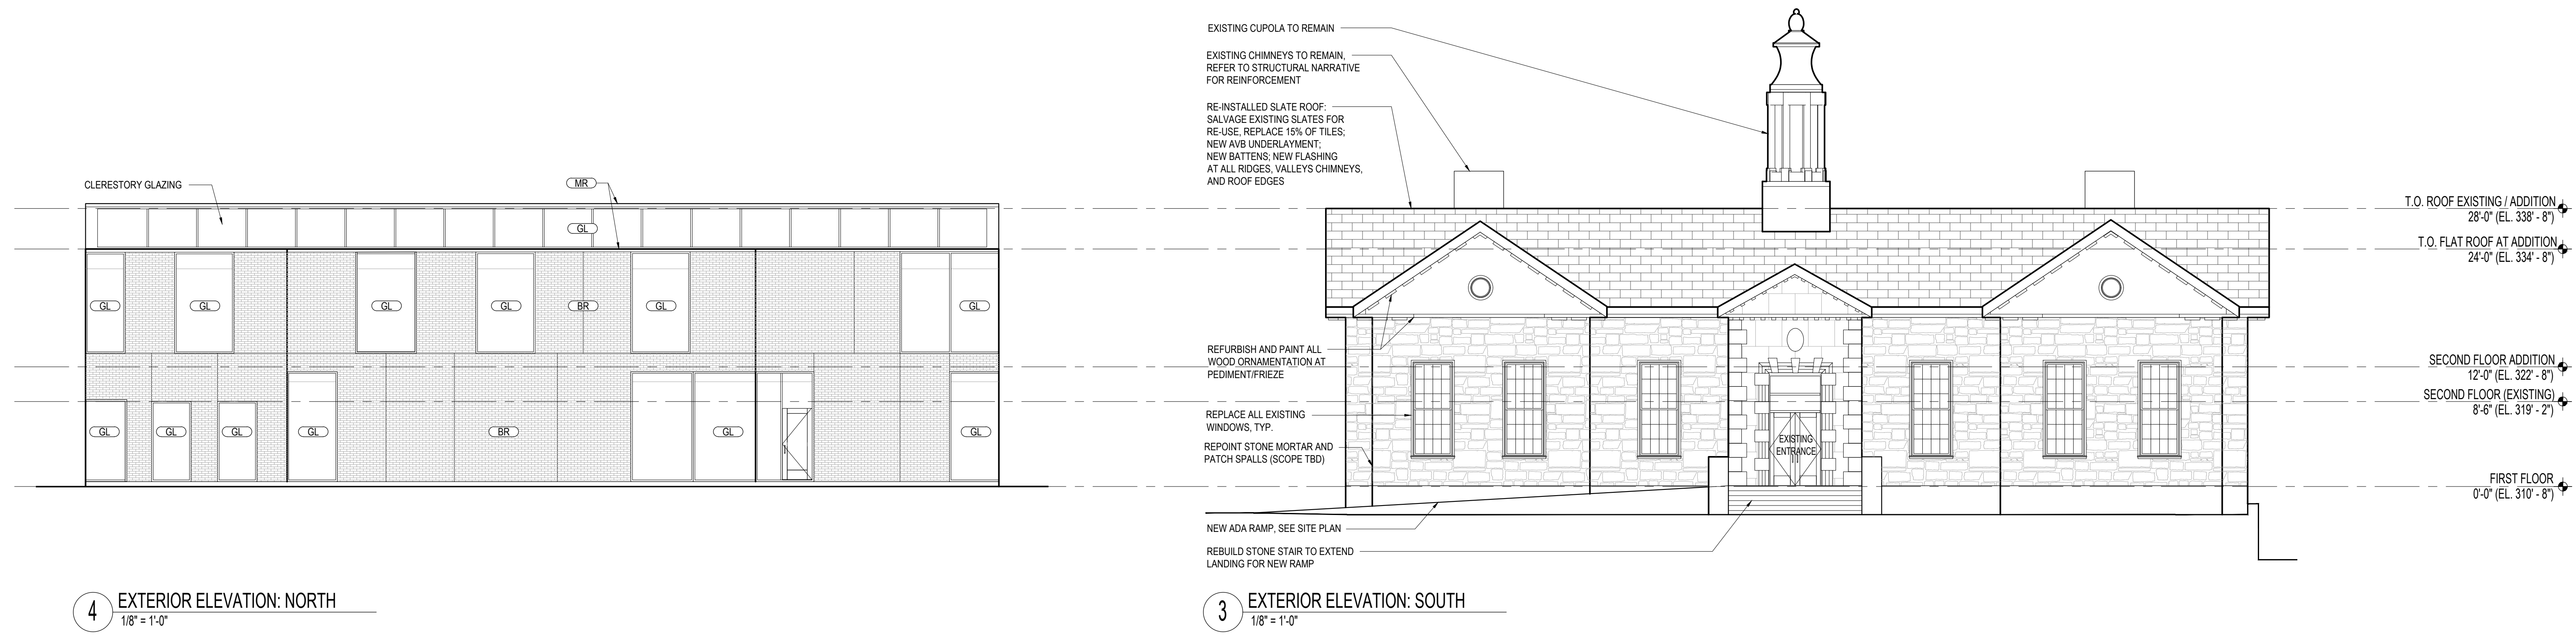 CLERESTORY GLAZING
MR
GL
GL
GL
GL
GL
BR
GL
GL
GL
GL
GL
GL
BR
GL
GL
4
EXTERIOR ELEVATION: NORTH
1/8" = 1'-0"
EXISTING CUPOLA TO REMAIN
EXISTING CHIMNEYS TO REMAIN,
REFER TO STRUCTURAL NARRATIVE
FOR REINFORCEMENT
RE-INSTALLED SLATE ROOF:
SALVAGE EXISTING SLATES FOR
RE-USE, REPLACE 15% OF TILES;
NEW AVB UNDERLAYMENT;
NEW BATTENS; NEW FLASHING
AT ALL RIDGES, VALLEYS CHIMNEYS,
AND ROOF EDGES
REFURBISH AND PAINT ALL
WOOD ORNAMENTATION AT
PEDIMENT/FRIEZE
REPLACE ALL EXISTING
WINDOWS, TYP.
REPOINT STONE MORTAR AND
PATCH SPALLS (SCOPE TBD)
EXISTING
ENTRANCE
NEW ADA RAMP, SEE SITE PLAN
REBUILD STONE STAIR TO EXTEND
LANDING FOR NEW RAMP
3
EXTERIOR ELEVATION: SOUTH
1/8" = 1'-0"
T.O. ROOF EXISTING / ADDITION
28'-0" (EL. 338' - 8")
T.O. FLAT ROOF AT ADDITION
24'-0" (EL. 334' - 8")
SECOND FLOOR ADDITION
12'-0" (EL. 322' - 8")
SECOND FLOOR (EXISTING)
8'-6" (EL. 319' - 2")
FIRST FLOOR
0'-0" (EL. 310' - 8")